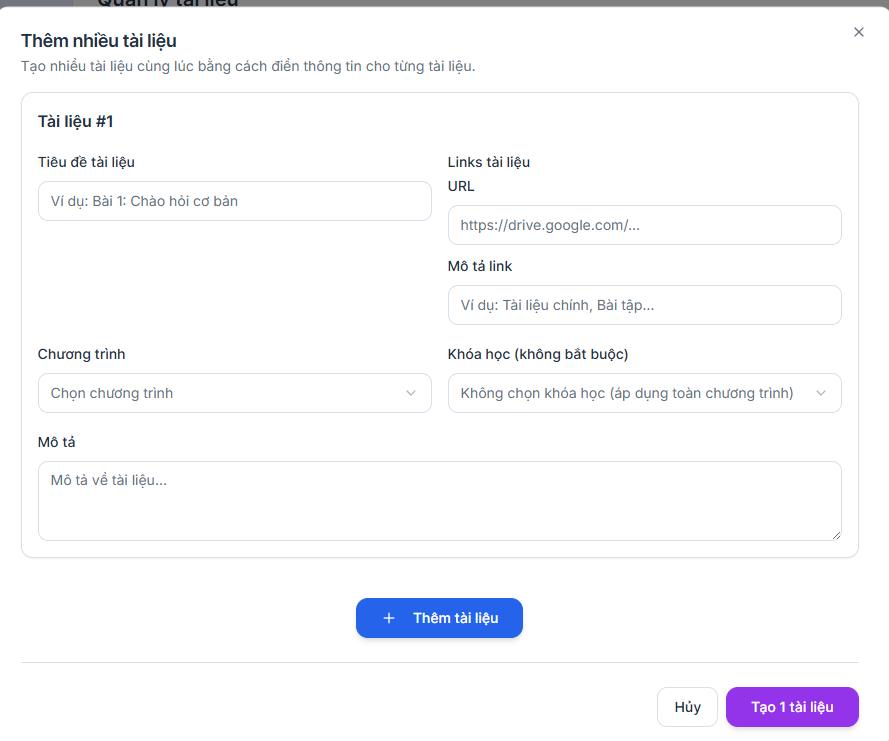 Quản lý tài liệu
Thêm nhiều tài liệu
Tạo nhiều tài liệu cùng lúc bằng cách điền thông tin cho từng tài liệu.
Tài liệu #1
Tiêu đề tài liệu
Ví dụ: Bài 1: Chào hỏi cơ bản
Links tài liệu
URL
https://drive.google.com/...
Mô tả link
Ví dụ: Tài liệu chính, Bài tập...
Chương trình
Chọn chương trình
Khóa học (không bắt buộc)
Không chọn khóa học (áp dụng toàn chương trình)
Mô tả
Mô tả về tài liệu...
Thêm tài liệu
Hủy
Tạo 1 tài liệu